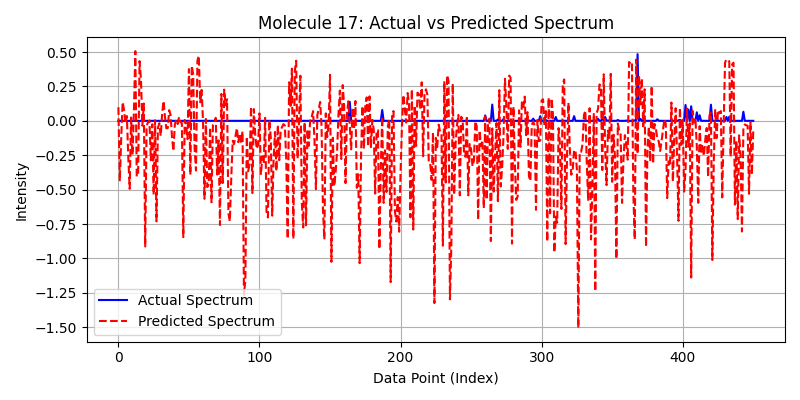 Molecule 17: Actual vs Predicted Spectrum
Intensity
0.50
0.25
0.00
−0.25
−0.50
−0.75
−1.00
−1.25
−1.50
Actual Spectrum
Predicted Spectrum
0 100 200 300 400
Data Point (Index)